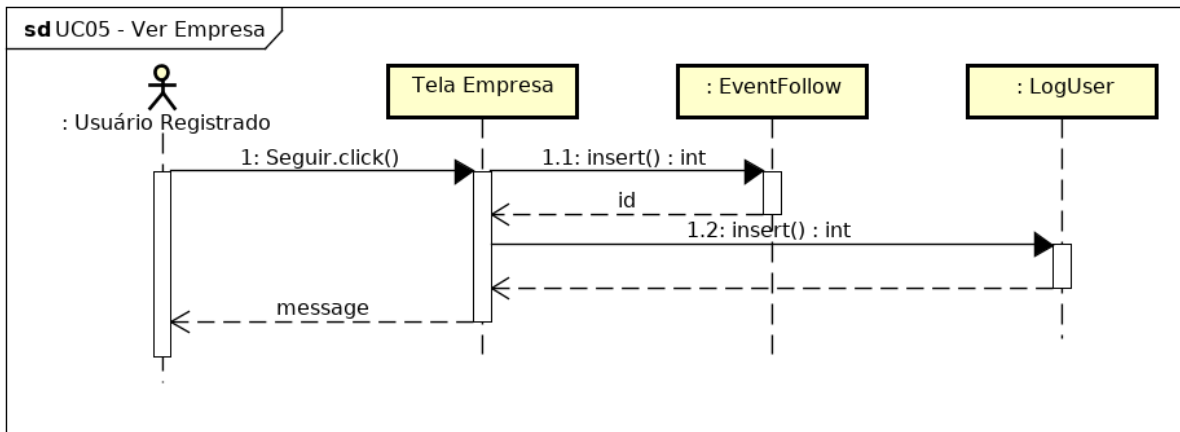 sd UC05 - Ver Empresa
Tela Empresa
: EventFollow
: LogUser
: Usuário Registrado
1: Seguir.click()
1.1: insert() : int
id
1.2: insert() : int
message